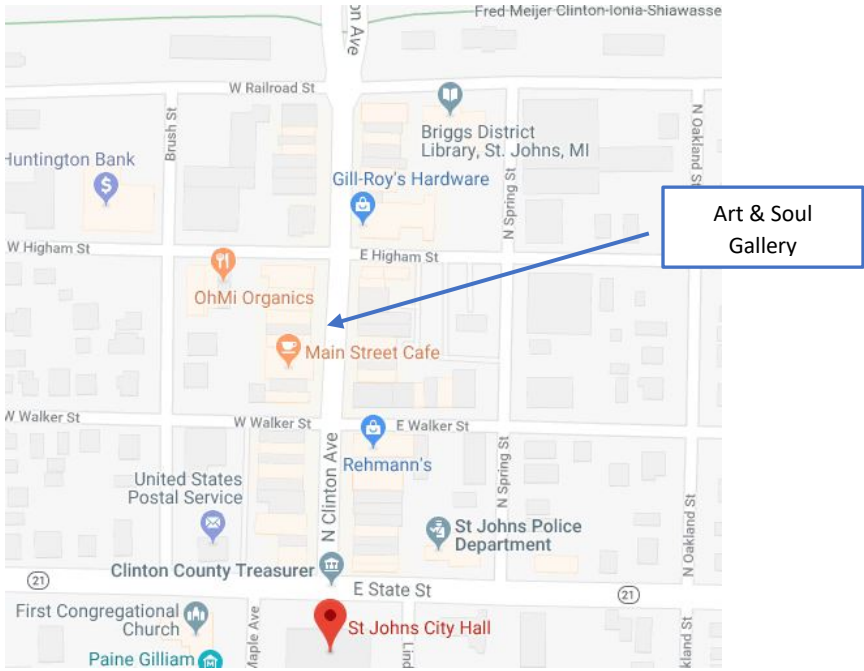 Fred Meijer Clinton-Ionia-Shiawasse
on Ave
W Railroad St
Brush St
Briggs District
Library, St. Johns, MI
N Oakland St
Huntington Bank
Gill-Roy's Hardware
N Spring St
Art & Soul
Gallery
W Higham St
E Higham St
OhMi Organics
Main Street Cafe
W Walker St
W Walker St
E Walker St
N Clinton Ave
Rehmann's
N Spring St
United States
Postal Service
St Johns Police
Department
N Oakland St
Clinton County Treasurer
21
E State St
21
First Congregational
Church
Maple Ave
St Johns City Hall
Lind
kland St
Paine Gilliam